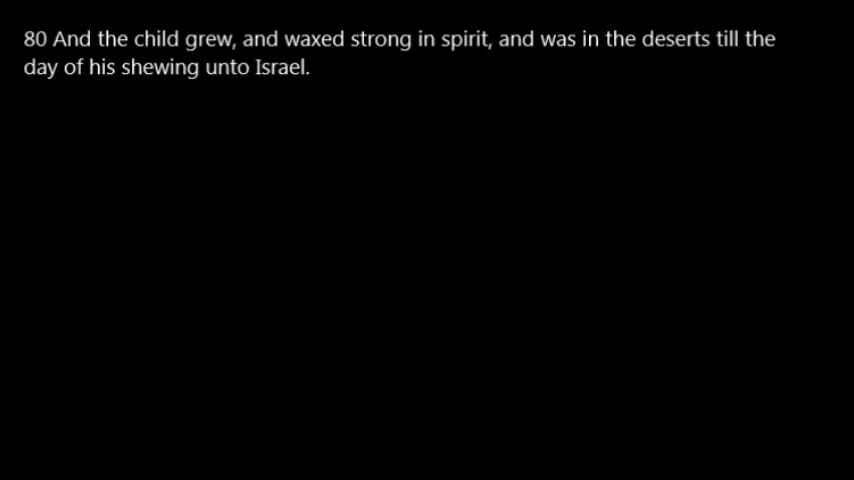 80 And the child grew, and waxed strong in spirit, and was in the deserts till the
day of his shewing unto Israel.